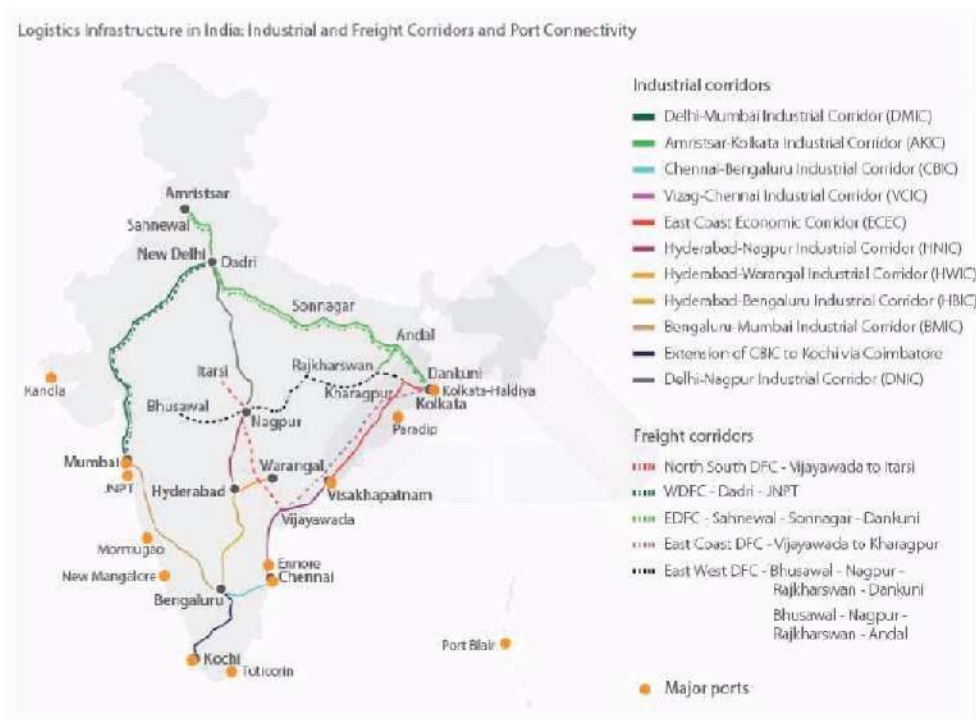 Logistics Infrastructure in India: Industrial and Freight Corridors and Port Connectivity
Industrial corridors
Delhi-Mumbai Industrial Corridor (DMIC)
Amristsar-Kolkata Industrial Corridor (AKIC)
Chennai-Bengaluru Industrial Corridor (CBIC)
Vizag-Chennai Industrial Corridor (VCIC)
East Coast Economic Corridor (ECEC)
Hyderabad-Nagpur Industrial Corridor (HNIC)
Hyderabad-Warangal Industrial Corridor (HWIC)
Hyderabad-Bengaluru Industrial Corridor (HBIC)
Bengaluru-Mumbai Industrial Corridor (BMIC)
Extension of CBIC to Kochi via Coimbatore
Delhi-Nagpur Industrial Corridor (DNIC)
Freight corridors
North South DFC - Vijayawada to Itarsi
WDFC - Dadri - JNPT
EDFC - Sahnewal - Sonnagar - Dankuni
East Coast DFC - Vijayawada to Kharagpur
East West DFC - Bhusawal - Nagpur -
Rajkharswan - Dankuni
Bhusawal - Nagpur -
Rajkharswan - Andal
Major ports
Amristsar
Sahnewal
New Delhi
Dadri
Sonnagar
Andal
Itarsi
Rajkharswan
Dankuni
Kandla
Bhusawal
Kharagpur
Kolkata-Haldiya
Kolkata
Nagpur
Paradip
Mumbai
Warangal
JNPT
Hyderabad
Visakhapatnam
Vijayawada
Mormugao
Ennore
New Mangalore
Chennai
Bengaluru
Port Blair
Kochi
Tuticorin